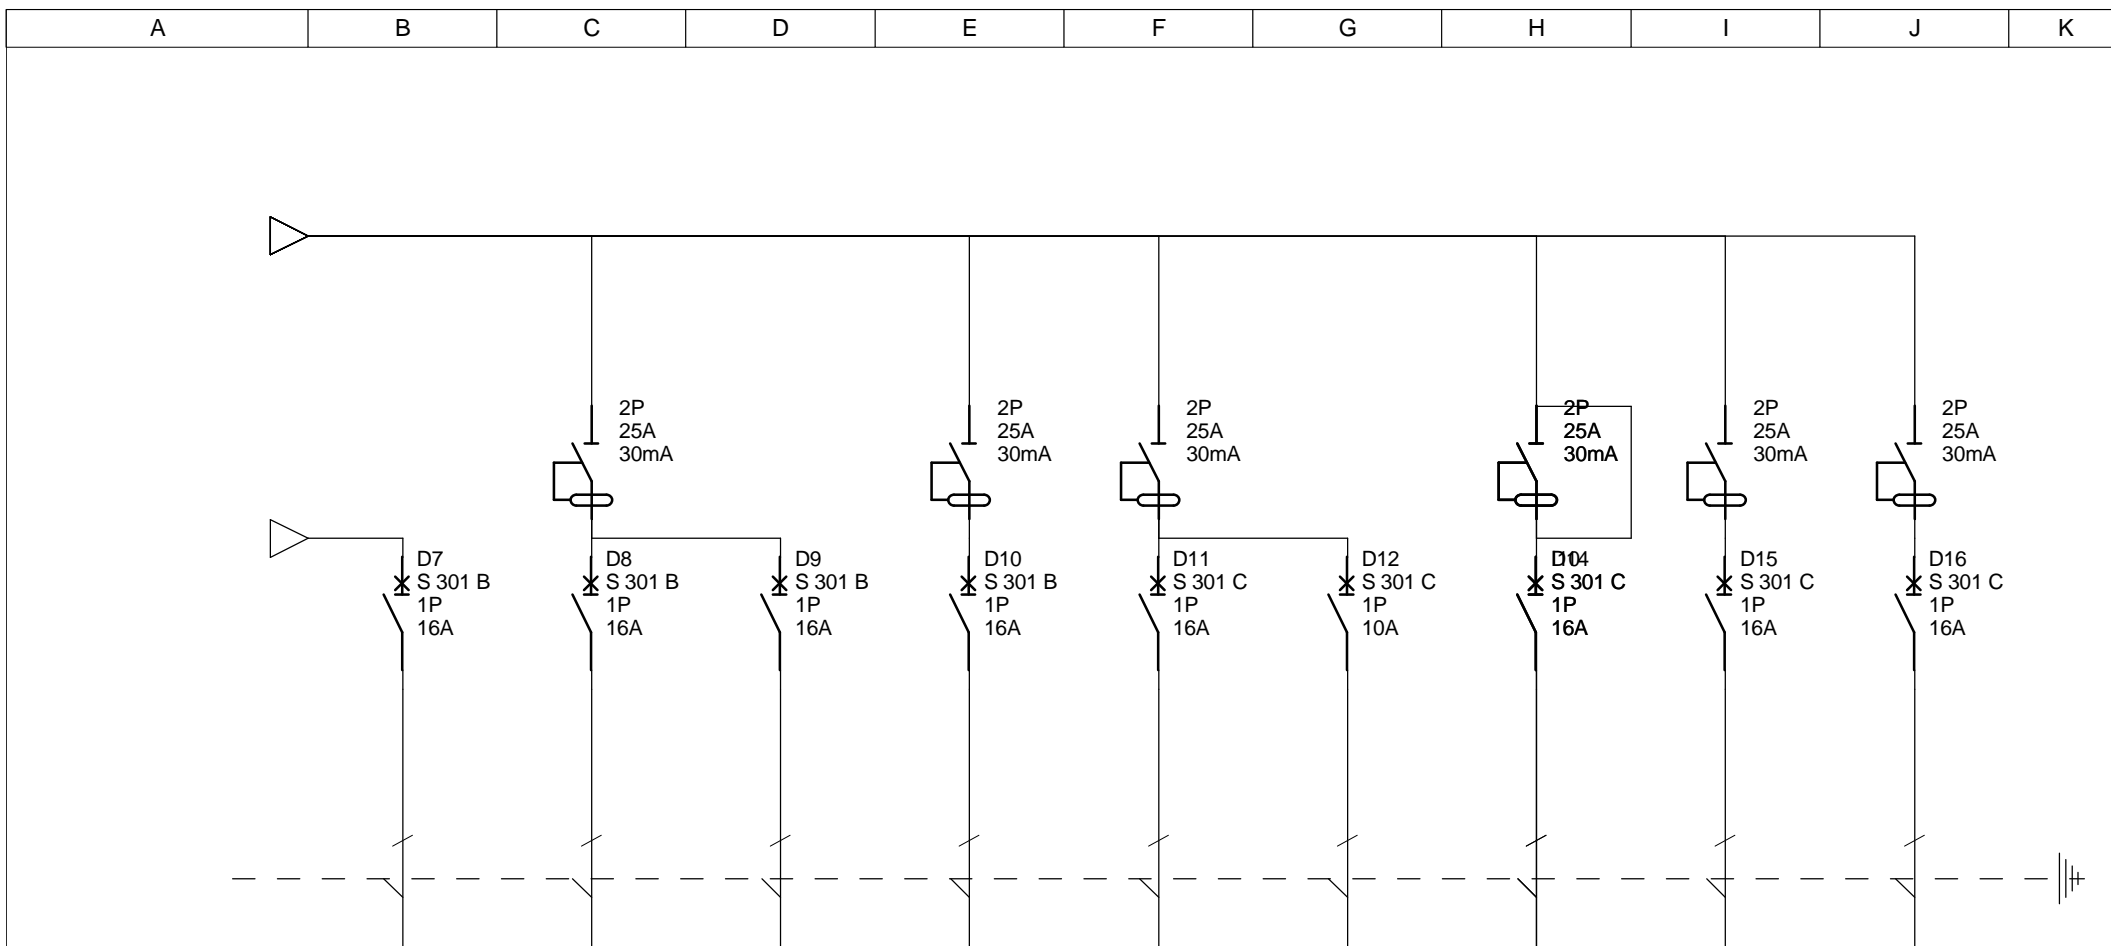 A B C D E F G H I J K
2P
25A
30mA
2P
25A
30mA
2P
25A
30mA
2P
25A
30mA
2P
25A
30mA
2P
25A
30mA
D7
S 301 B
1P
16A
D8
S 301 B
1P
16A
D9
S 301 B
1P
16A
D10
S 301 B
1P
16A
D11
S 301 C
1P
16A
D12
S 301 C
1P
10A
S 301 C
1P
16A
D15
S 301 C
1P
16A
D16
S 301 C
1P
16A